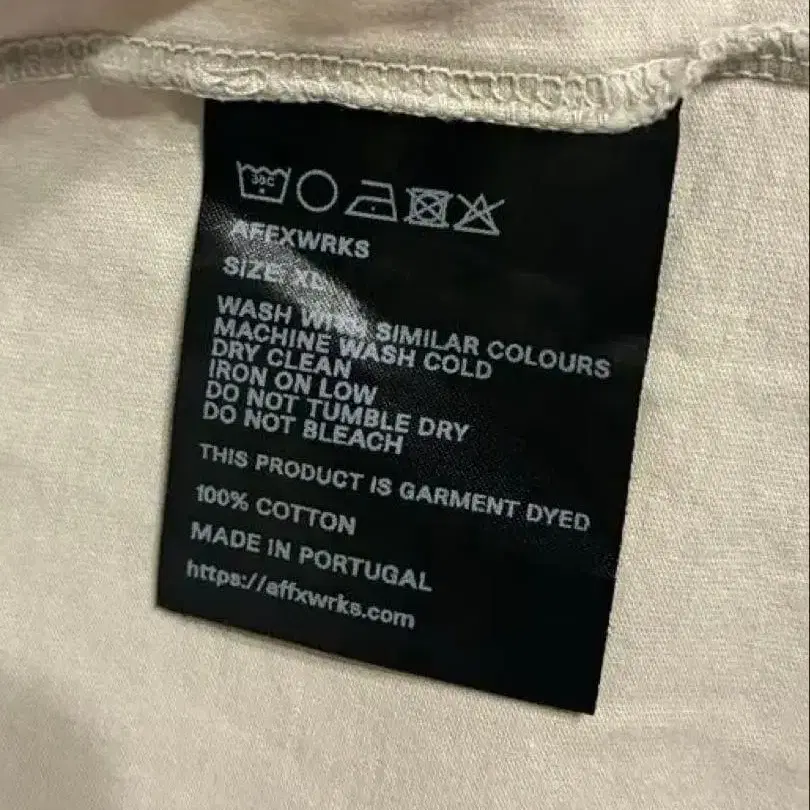 30C
AFFXWRKS
SIZE: XL
WASH WITH SIMILAR COLOURS
MACHINE WASH COLD
DRY CLEAN
IRON ON LOW
DO NOT TUMBLE DRY
DO NOT BLEACH
THIS PRODUCT IS GARMENT DYED
100% COTTON
MADE IN PORTUGAL
https://affxwrks.com